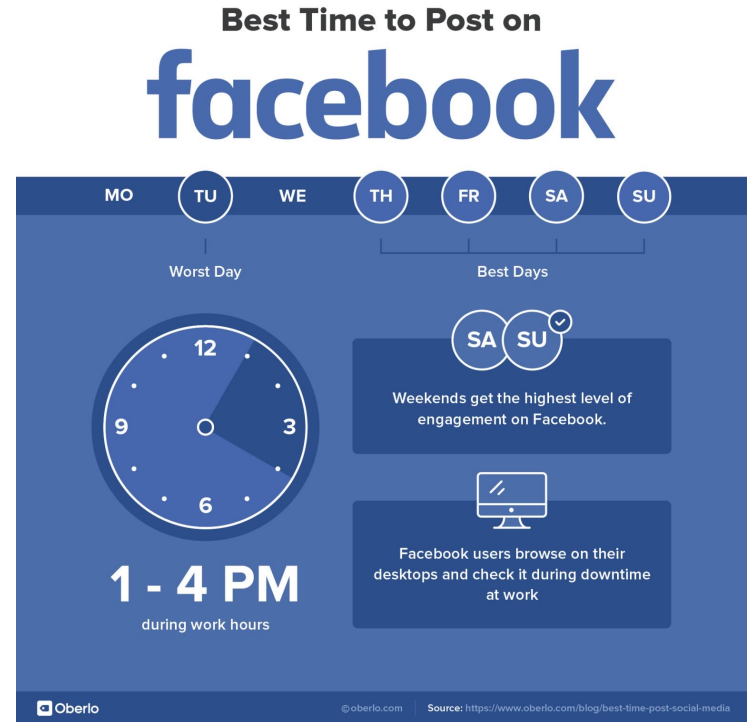 Best Time to Post on
facebook
MO TU WE TH FR SA SU
Worst Day
Best Days
12
3
6
9
1 - 4 PM
during work hours
SA SU
Weekends get the highest level of
engagement on Facebook.
Facebook users browse on their
desktops and check it during downtime
at work
Oberlo
©oberlo.com
Source: https://www.oberlo.com/blog/best-time-post-social-media